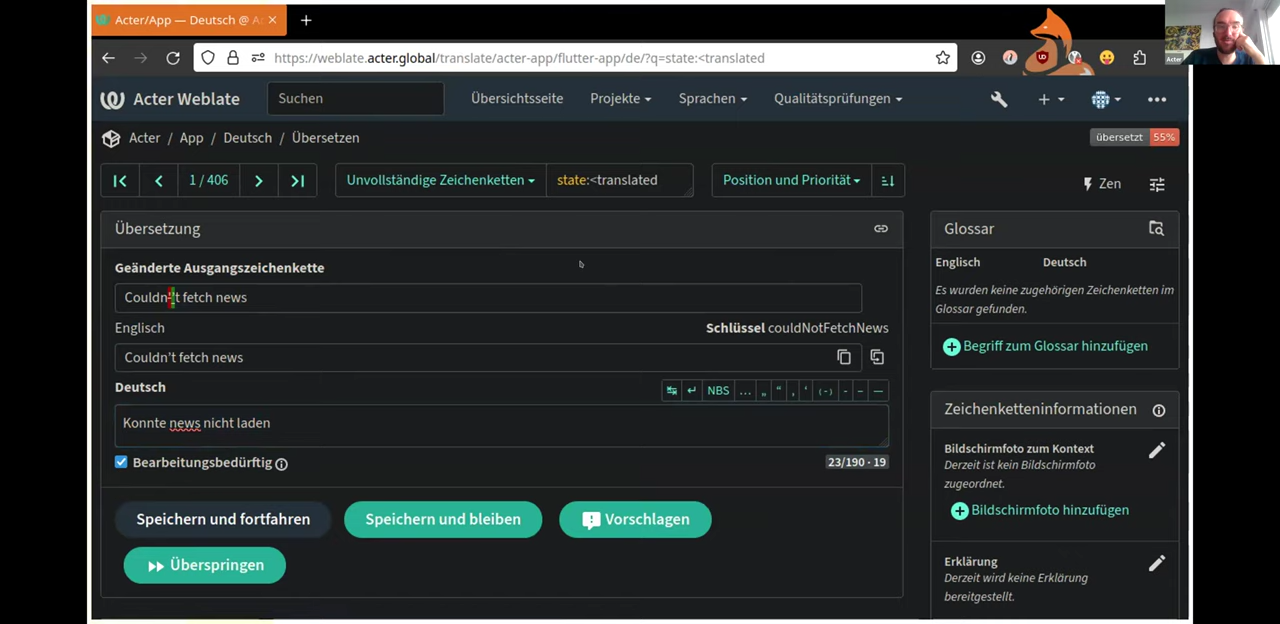 Acter/App — Deutsch @ Ac
https://weblate.acter.global/translate/acter-app/flutter-app/de/?q=state:<translated
Acter
Acter Weblate
Suchen
Übersichtsseite
Projekte
Sprachen
Qualitätsprüfungen
Acter / App / Deutsch / Übersetzen
übersetzt 55%
1 / 406
Unvollständige Zeichenketten
state:<translated
Position und Priorität
Zen
Übersetzung
Geänderte Ausgangszeichenkette
Couldn'’t fetch news
Englisch
Schlüssel couldNotFetchNews
Couldn’t fetch news
Deutsch
NBS … „ “ ‚ ‘ (-) - – —
Konnte news nicht laden
Bearbeitungsbedürftig
23/190 · 19
Speichern und fortfahren
Speichern und bleiben
Vorschlagen
Überspringen
Glossar
Englisch Deutsch
Es wurden keine zugehörigen Zeichenketten im
Glossar gefunden.
Begriff zum Glossar hinzufügen
Zeichenketteninformationen
Bildschirmfoto zum Kontext
Derzeit ist kein Bildschirmfoto
zugeordnet.
Bildschirmfoto hinzufügen
Erklärung
Derzeit wird keine Erklärung
bereitgestellt.